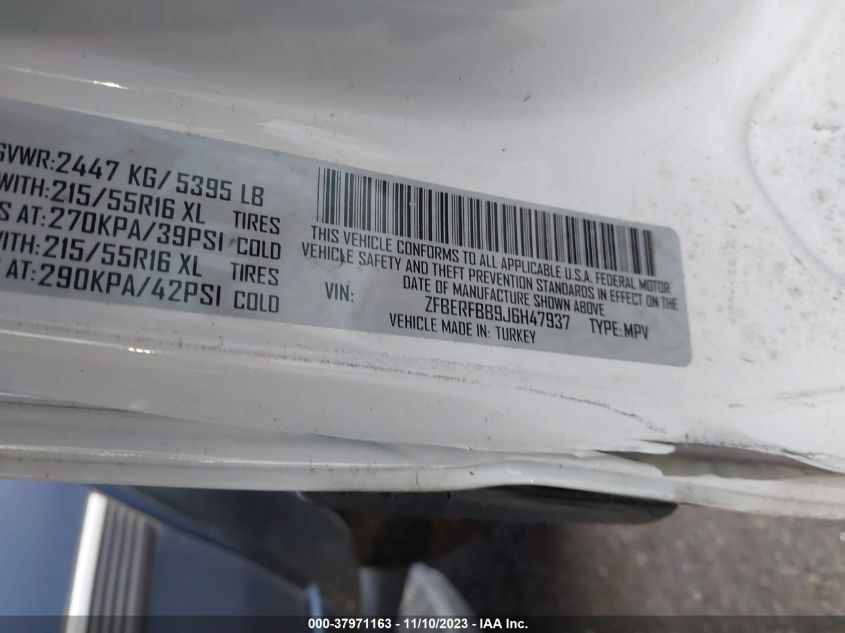 GVWR:2447 KG/ 5395 LB
WITH:215/55R16 XL TIRES
S AT:270KPA/39PSI COLD
WITH:215/55R16 XL TIRES
AT:290KPA/42PSI COLD
THIS VEHICLE CONFORMS TO ALL APPLICABLE U.S.A. FEDERAL MOTOR
VEHICLE SAFETY AND THEFT PREVENTION STANDARDS IN EFFECT ON THE
DATE OF MANUFACTURE SHOWN ABOVE
VIN: ZFBERFBB9J6H47937 TYPE:MPV
VEHICLE MADE IN: TURKEY
000-37971163 - 11/10/2023 - IAA Inc.